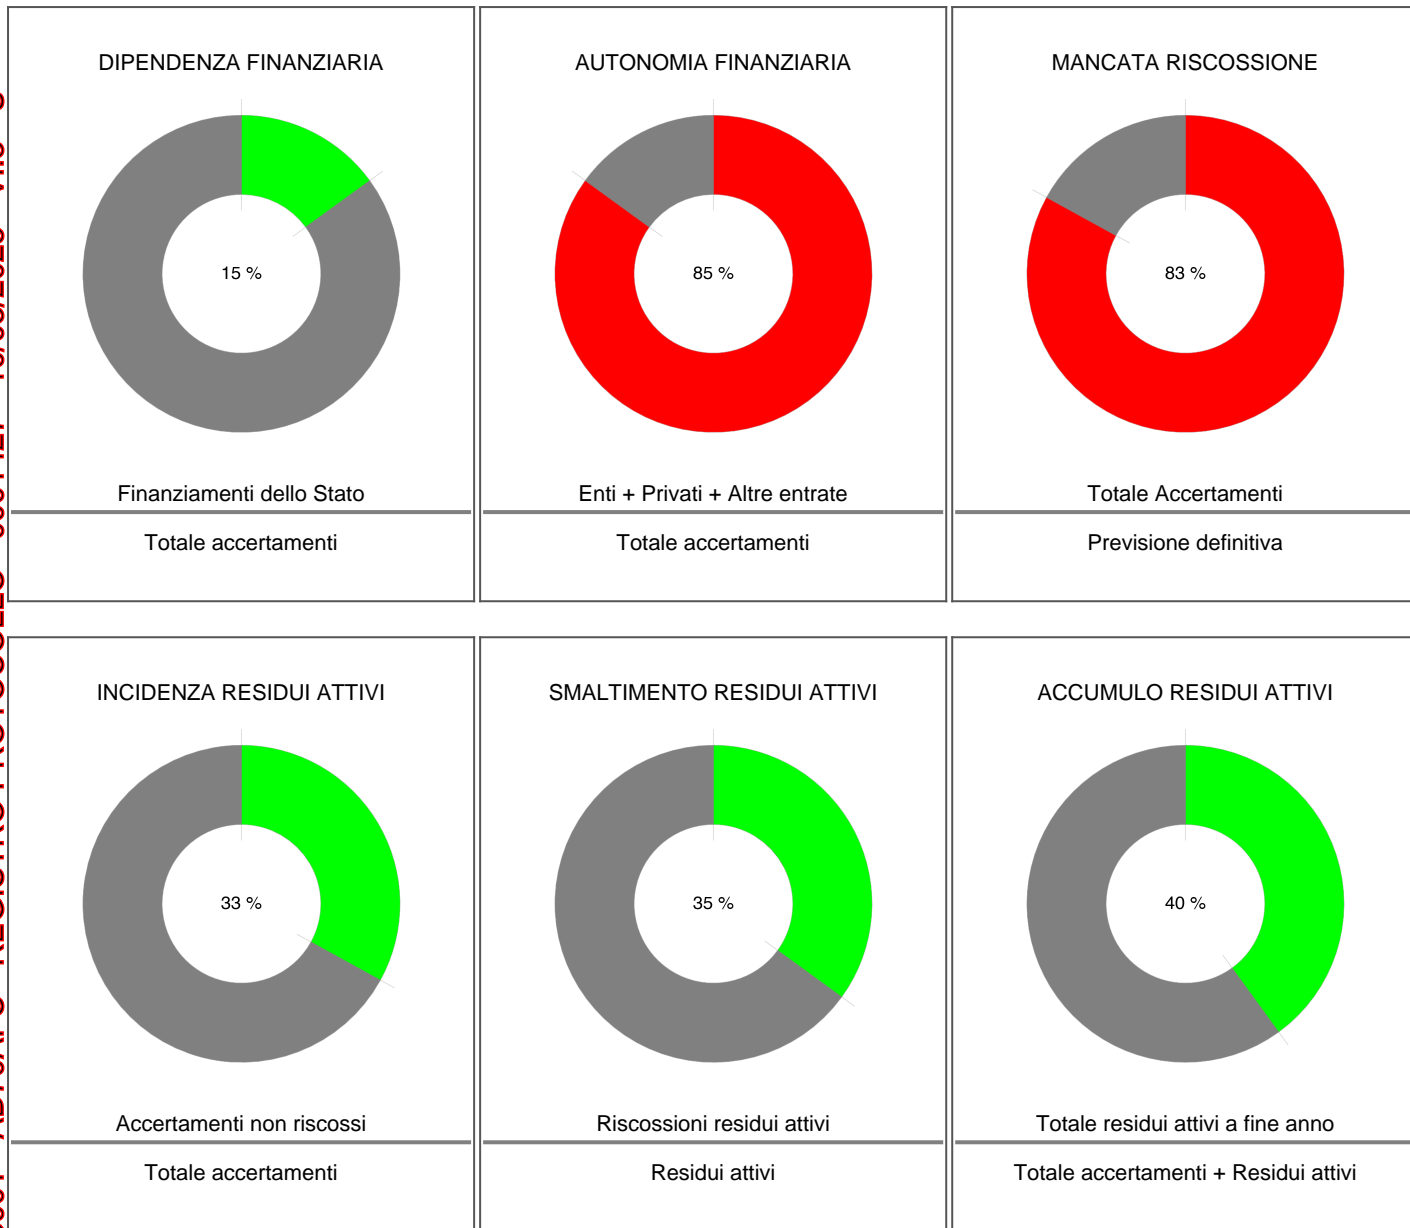 DIPENDENZA FINANZIARIA
15 %
Finanziamenti dello Stato
Totale accertamenti
AUTONOMIA FINANZIARIA
85 %
Enti + Privati + Altre entrate
Totale accertamenti
MANCATA RISCOSSIONE
83 %
Totale Accertamenti
Previsione definitiva
INCIDENZA RESIDUI ATTIVI
33 %
Accertamenti non riscossi
Totale accertamenti
SMALTIMENTO RESIDUI ATTIVI
35 %
Riscossioni residui attivi
Residui attivi
ACCUMULO RESIDUI ATTIVI
40 %
Totale residui attivi a fine anno
Totale accertamenti + Residui attivi